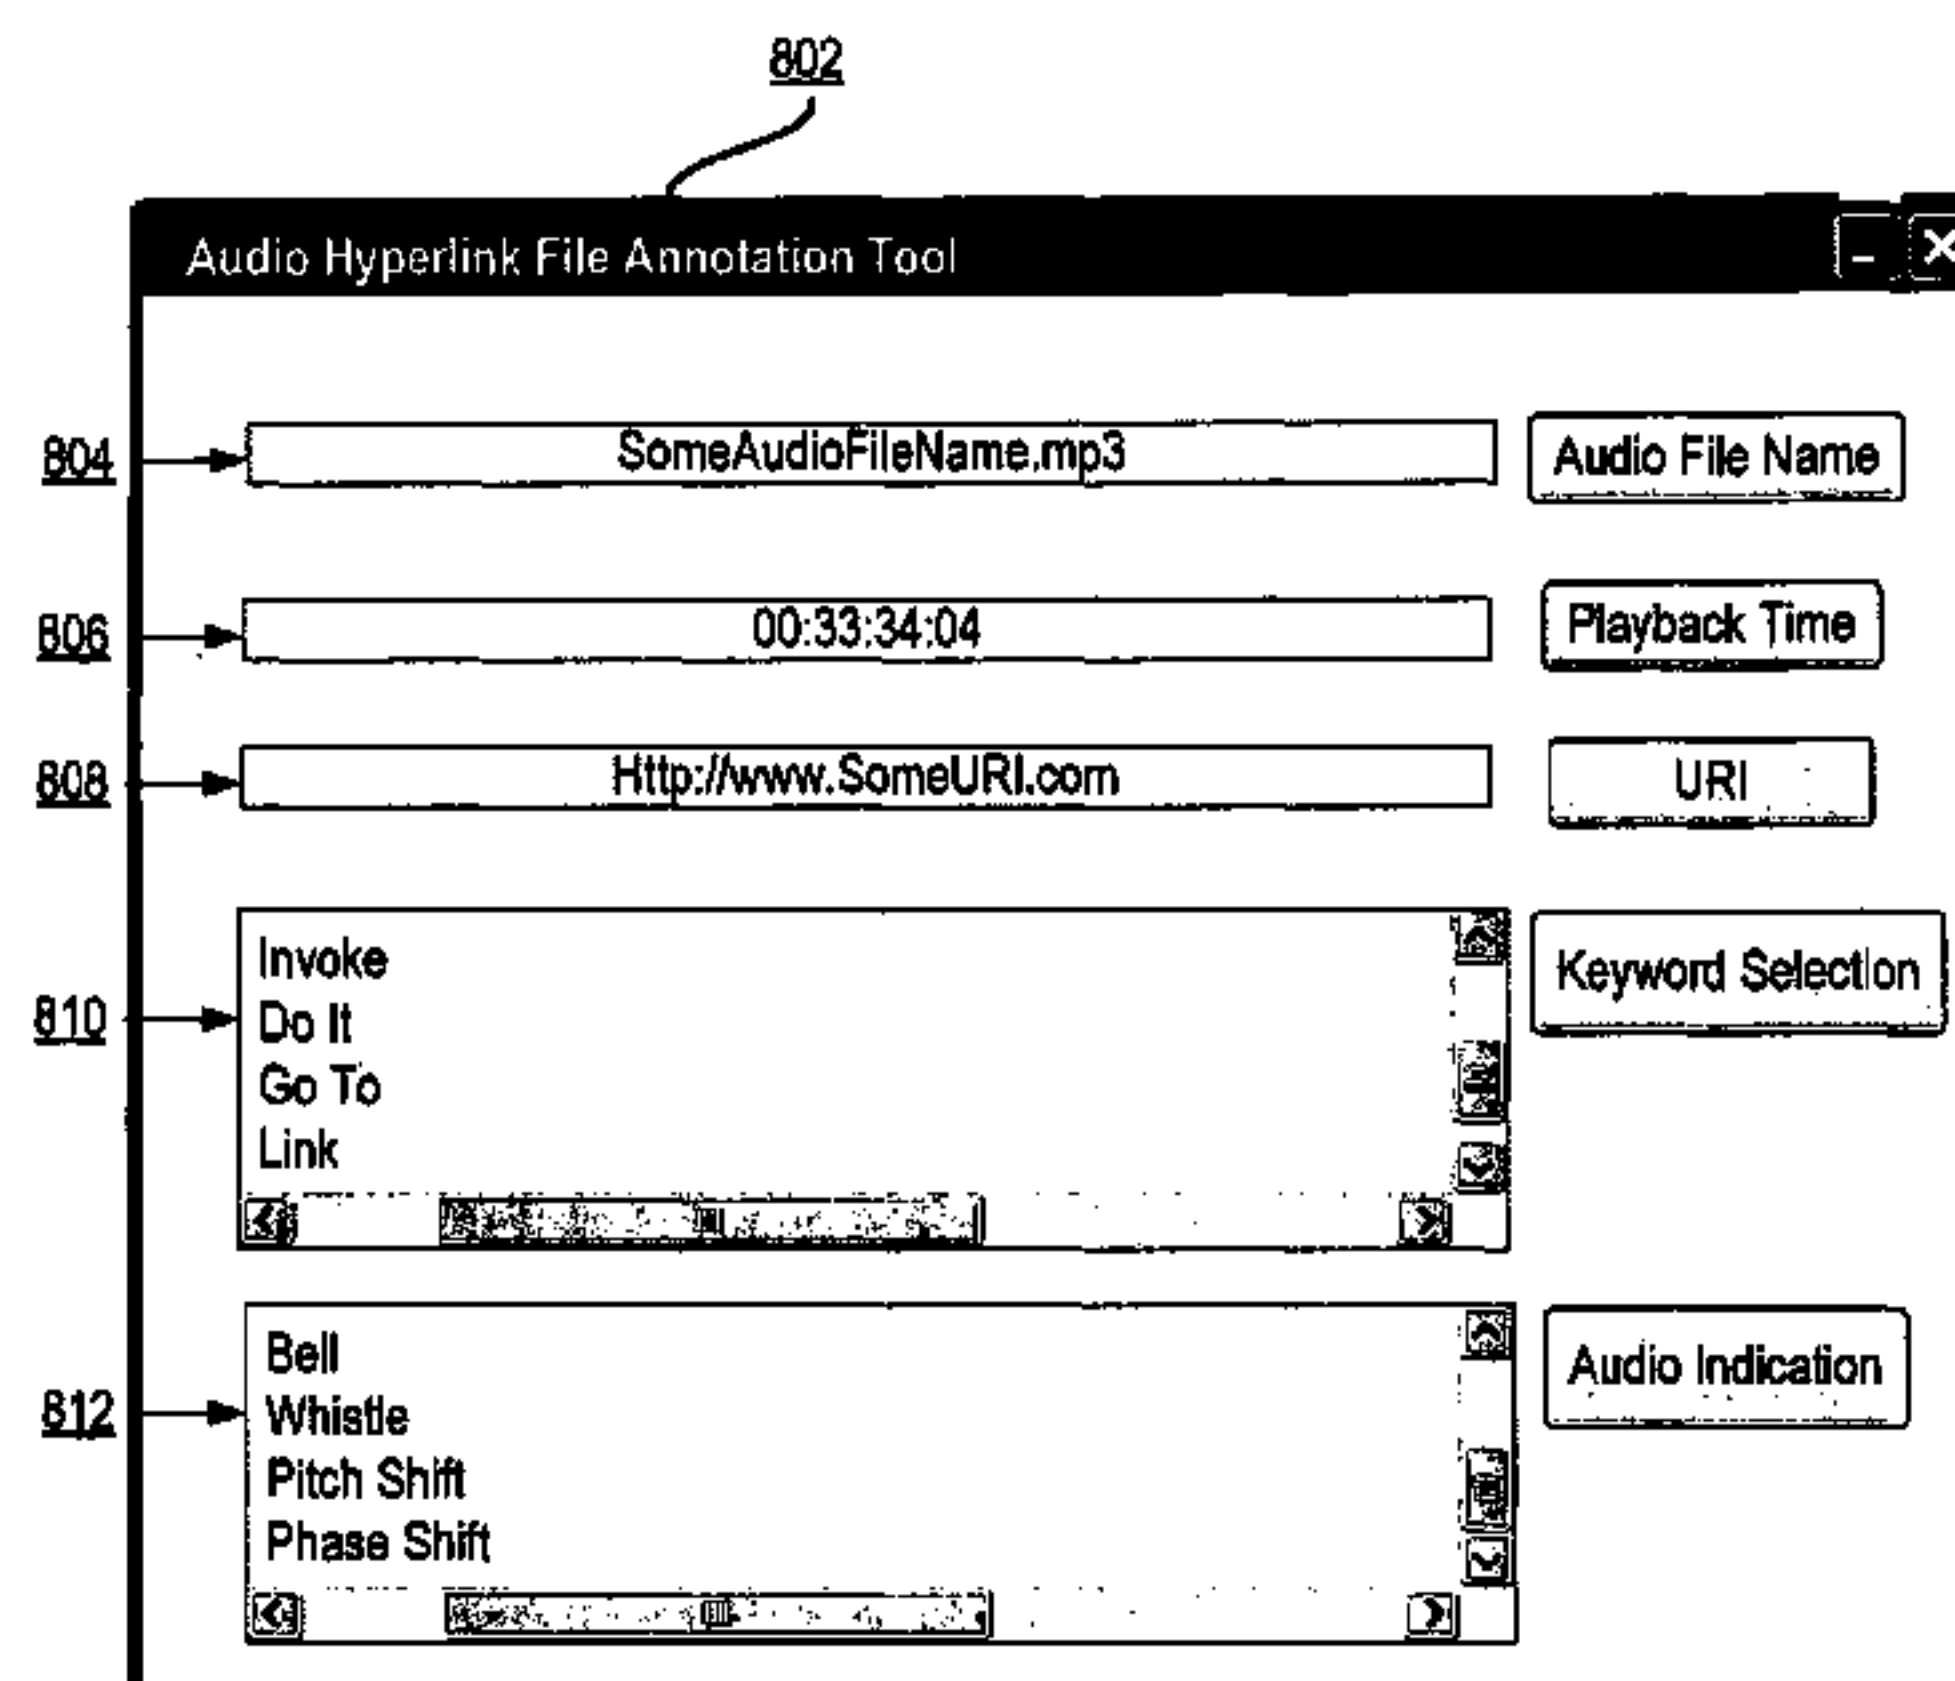 802
Audio Hyperlink File Annotation Tool
804 SomeAudioFileName.mp3 Audio File Name
806 00:33:34:04 Playback Time
808 Http://www.SomeURI.com URI
810 Invoke Keyword Selection
Do It
Go To
Link
812 Bell Audio Indication
Whistle
Pitch Shift
Phase Shift